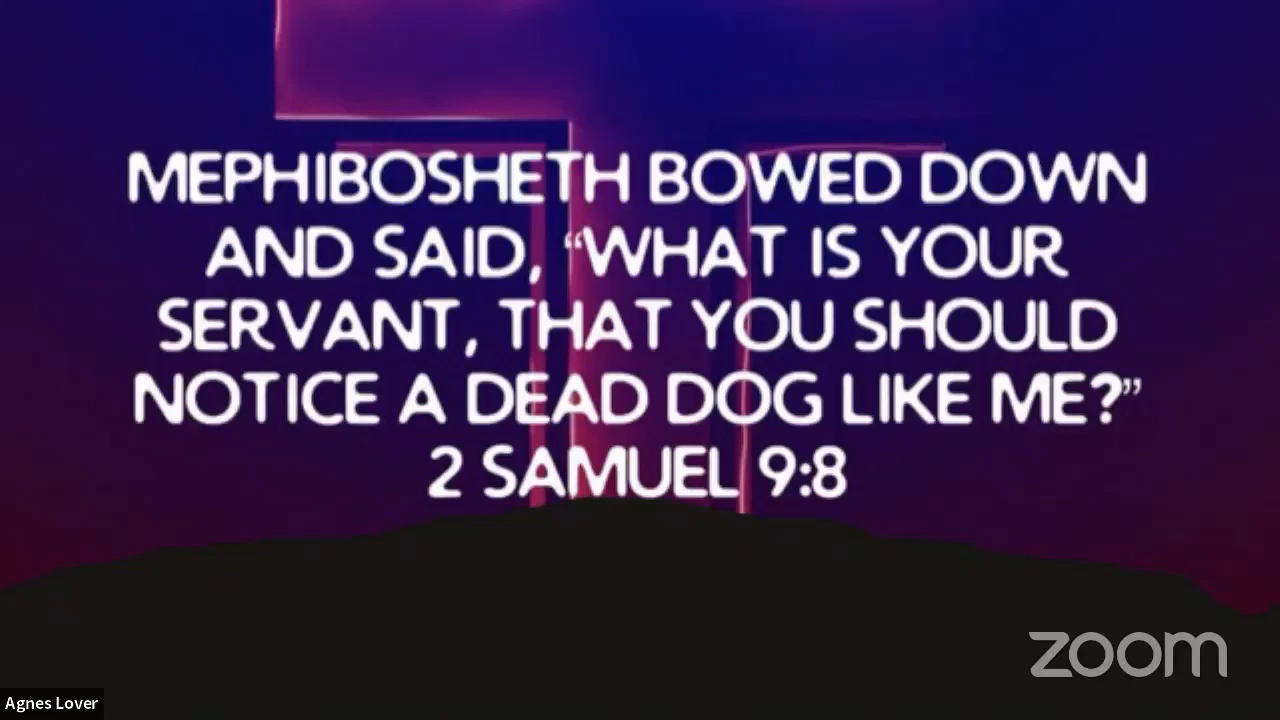 MEPHIBOSHETH BOWED DOWN
AND SAID, “WHAT IS YOUR
SERVANT, THAT YOU SHOULD
NOTICE A DEAD DOG LIKE ME?”
2 SAMUEL 9:8
zoom
Agnes Lover